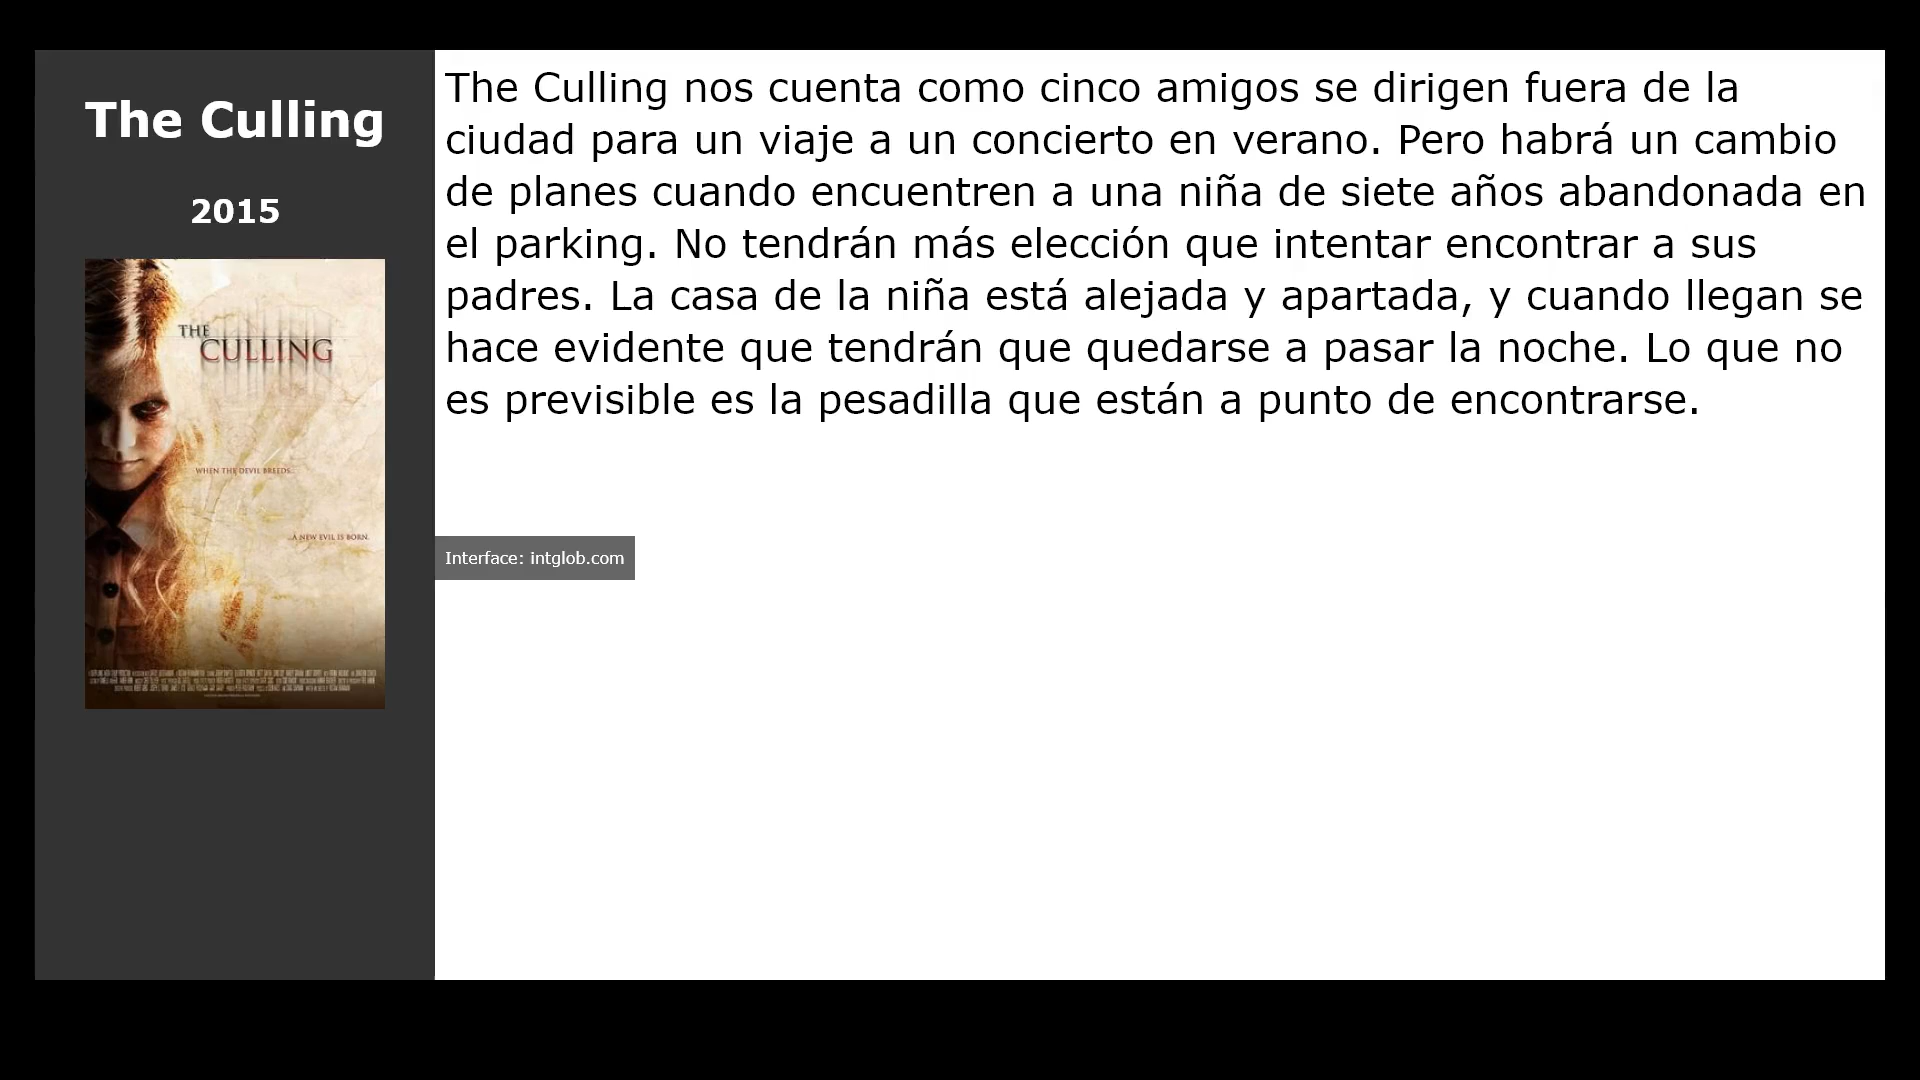 The Culling
2015
THE
CULLING
WHEN THE DEVIL BREEDS...
...A NEW EVIL IS BORN.
The Culling nos cuenta como cinco amigos se dirigen fuera de la
ciudad para un viaje a un concierto en verano. Pero habrá un cambio
de planes cuando encuentren a una niña de siete años abandonada en
el parking. No tendrán más elección que intentar encontrar a sus
padres. La casa de la niña está alejada y apartada, y cuando llegan se
hace evidente que tendrán que quedarse a pasar la noche. Lo que no
es previsible es la pesadilla que están a punto de encontrarse.
Interface: intglob.com